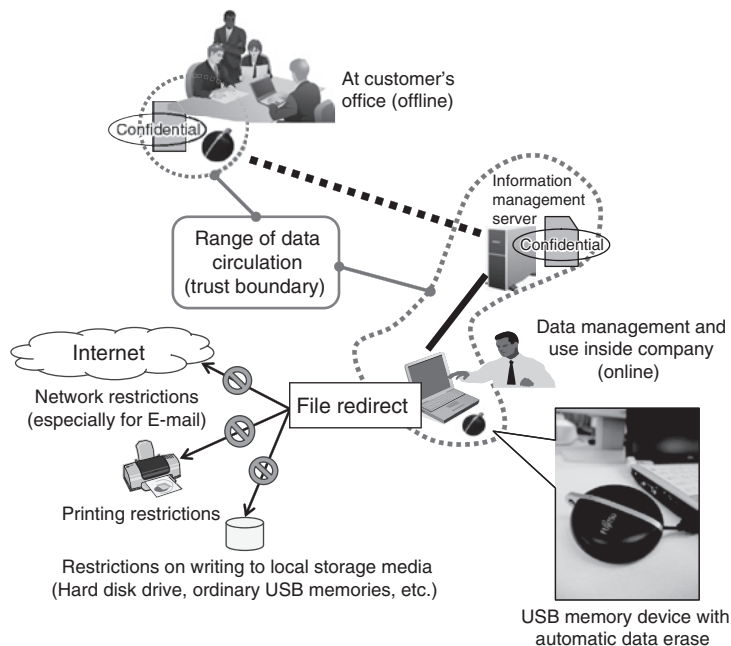 At customer's
office (offline)
Confidential
Information
management
server
Confidential
Range of data
circulation
(trust boundary)
Data management and
use inside company
(online)
Internet
File redirect
Network restrictions
(especially for E-mail)
Printing restrictions
Restrictions on writing to local storage media
(Hard disk drive, ordinary USB memories, etc.)
FUJITSU
USB memory device with
automatic data erase